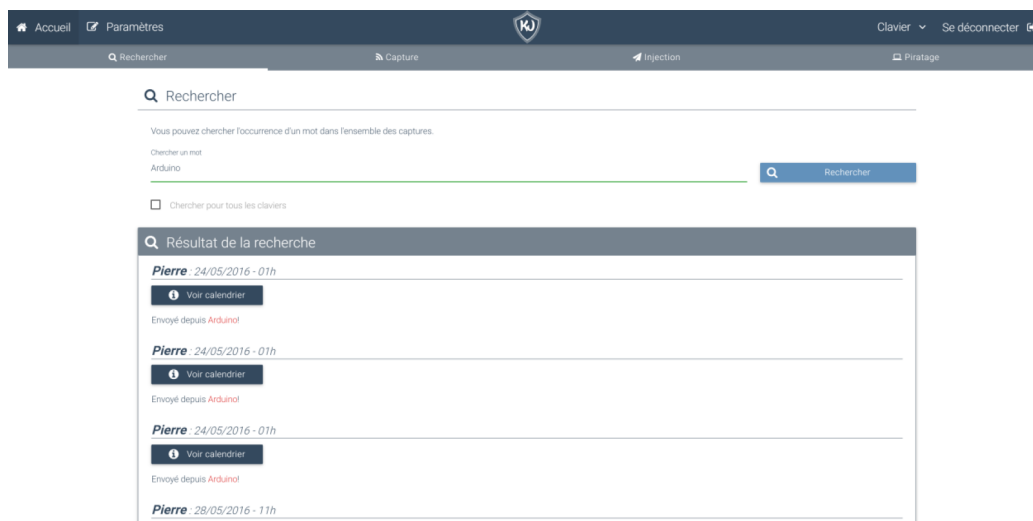 Accueil Paramètres KJ Clavier Se déconnecter
Rechercher Capture Injection Piratage
Rechercher
Vous pouvez chercher l'occurrence d'un mot dans l'ensemble des captures.
Chercher un mot
Arduino
Rechercher
Chercher pour tous les claviers
Résultat de la recherche
Pierre : 24/05/2016 - 01h
Voir calendrier
Envoyé depuis Arduino!
Pierre : 24/05/2016 - 01h
Voir calendrier
Envoyé depuis Arduino!
Pierre : 24/05/2016 - 01h
Voir calendrier
Envoyé depuis Arduino!
Pierre : 28/05/2016 - 11h